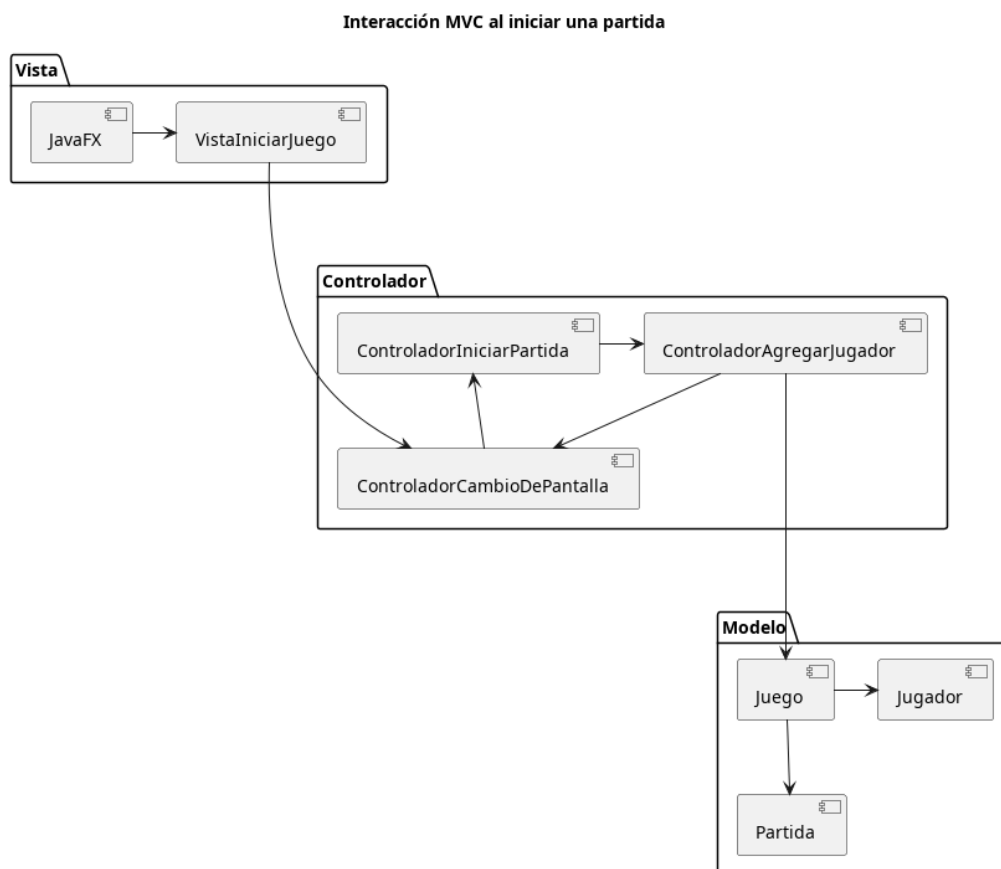 Interacción MVC al iniciar una partida
Vista
JavaFX
VistaIniciarJuego
Controlador
ControladorIniciarPartida
ControladorAgregarJugador
ControladorCambioDePantalla
Modelo
Juego
Jugador
Partida